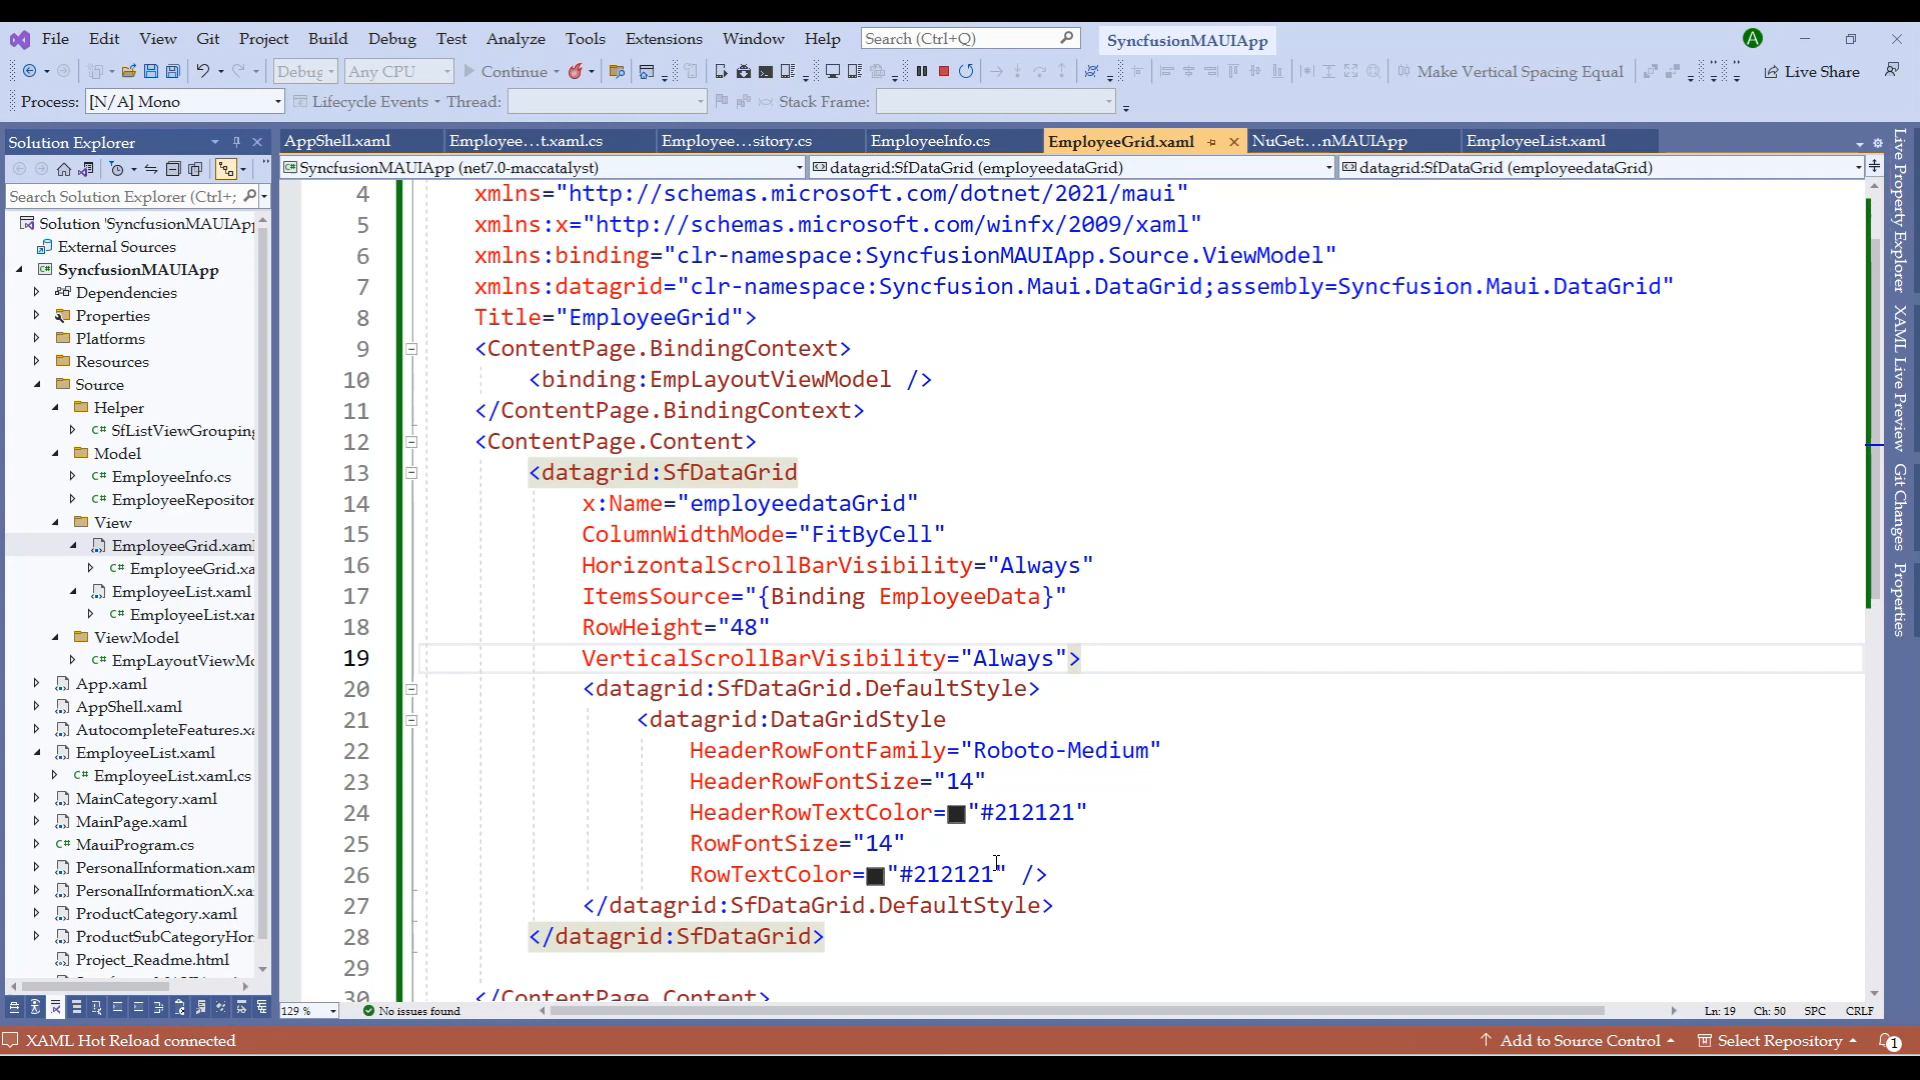 File Edit View Git Project Build Debug Test Analyze Tools Extensions Window Help Search (Ctrl+Q) SyncfusionMAUIApp A
Debug Any CPU Continue Make Vertical Spacing Equal Live Share
Process: [N/A] Mono Lifecycle Events Thread: Stack Frame:
Solution Explorer
Search Solution Explorer (Ctrl+;
Solution 'SyncfusionMAUIApp
External Sources
SyncfusionMAUIApp
Dependencies
Properties
Platforms
Resources
Source
Helper
SfListViewGrouping
Model
EmployeeInfo.cs
EmployeeRepositor
View
EmployeeGrid.xaml
EmployeeGrid.xa
EmployeeList.xaml
EmployeeList.xa
ViewModel
EmpLayoutViewMo
App.xaml
AppShell.xaml
AutocompleteFeatures.xa
EmployeeList.xaml
EmployeeList.xaml.cs
MainCategory.xaml
MainPage.xaml
MauiProgram.cs
PersonalInformation.xam
PersonalInformationX.xa
ProductCategory.xaml
ProductSubCategoryHor
Project_Readme.html
AppShell.xaml Employee...t.xaml.cs Employee...sitory.cs EmployeeInfo.cs EmployeeGrid.xaml NuGet:...nMAUIApp EmployeeList.xaml
SyncfusionMAUIApp (net7.0-maccatalyst) datagrid:SfDataGrid (employeedataGrid) datagrid:SfDataGrid (employeedataGrid)
4 xmlns="http://schemas.microsoft.com/dotnet/2021/maui"
5 xmlns:x="http://schemas.microsoft.com/winfx/2009/xaml"
6 xmlns:binding="clr-namespace:SyncfusionMAUIApp.Source.ViewModel"
7 xmlns:datagrid="clr-namespace:Syncfusion.Maui.DataGrid;assembly=Syncfusion.Maui.DataGrid"
8 Title="EmployeeGrid">
9 <ContentPage.BindingContext>
10 <binding:EmpLayoutViewModel />
11 </ContentPage.BindingContext>
12 <ContentPage.Content>
13 <datagrid:SfDataGrid
14 x:Name="employeedataGrid"
15 ColumnWidthMode="FitByCell"
16 HorizontalScrollBarVisibility="Always"
17 ItemsSource="{Binding EmployeeData}"
18 RowHeight="48"
19 VerticalScrollBarVisibility="Always">
20 <datagrid:SfDataGrid.DefaultStyle>
21 <datagrid:DataGridStyle
22 HeaderRowFontFamily="Roboto-Medium"
23 HeaderRowFontSize="14"
24 HeaderRowTextColor="#212121"
25 RowFontSize="14"
26 RowTextColor="#212121" />
27 </datagrid:SfDataGrid.DefaultStyle>
28 </datagrid:SfDataGrid>
29
30 </ContentPage.Content>
129 % No issues found Ln: 19 Ch: 50 SPC CRLF
Live Property Explorer
XAML Live Preview
Git Changes
Properties
XAML Hot Reload connected Add to Source Control Select Repository 1